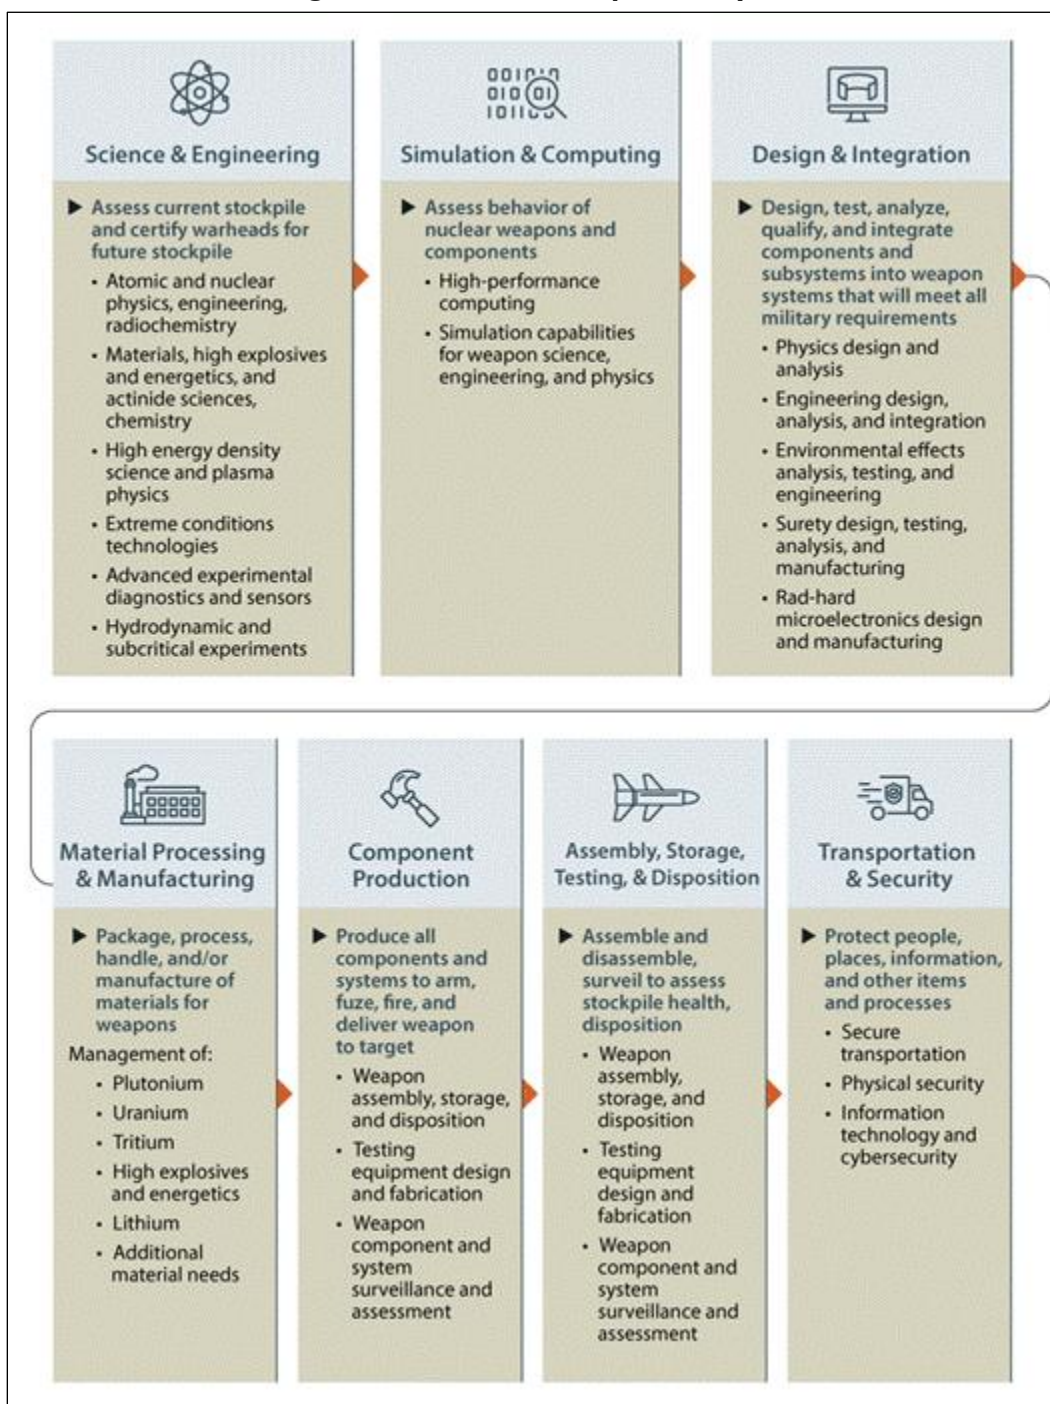 001010
010 01
Science & Engineering
▶ Assess current stockpile
and certify warheads for
future stockpile
• Atomic and nuclear
physics, engineering,
radiochemistry
• Materials, high explosives
and energetics, and
actinide sciences,
chemistry
• High energy density
science and plasma
physics
• Extreme conditions
technologies
• Advanced experimental
diagnostics and sensors
• Hydrodynamic and
subcritical experiments
Simulation & Computing
▶ Assess behavior of
nuclear weapons and
components
• High-performance
computing
• Simulation capabilities
for weapon science,
engineering, and physics
Design & Integration
▶ Design, test, analyze,
qualify, and integrate
components and
subsystems into weapon
systems that will meet all
military requirements
• Physics design and
analysis
• Engineering design,
analysis, and integration
• Environmental effects
analysis, testing, and
engineering
• Surety design, testing,
analysis, and
manufacturing
• Rad-hard
microelectronics design
and manufacturing
Material Processing
& Manufacturing
▶ Package, process,
handle, and/or
manufacture of
materials for
weapons
Management of:
• Plutonium
• Uranium
• Tritium
• High explosives
and energetics
• Lithium
• Additional
material needs
Component
Production
▶ Produce all
components and
systems to arm,
fuze, fire, and
deliver weapon
to target
• Weapon
assembly, storage,
and disposition
• Testing
equipment design
and fabrication
• Weapon
component and
system
surveillance and
assessment
Assembly, Storage,
Testing, & Disposition
▶ Assemble and
disassemble,
surveil to assess
stockpile health,
disposition
• Weapon
assembly,
storage, and
disposition
• Testing
equipment
design and
fabrication
• Weapon
component and
system
surveillance and
assessment
Transportation
& Security
▶ Protect people,
places, information,
and other items
and processes
• Secure
transportation
• Physical security
• Information
technology and
cybersecurity